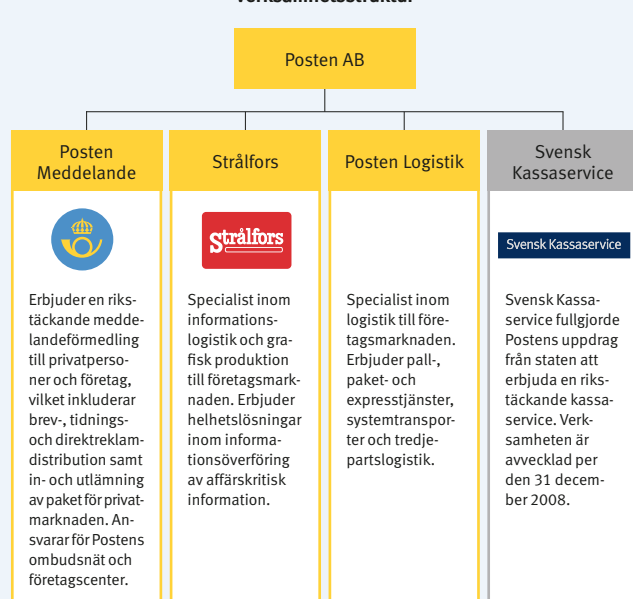 Verksamhetsstruktur
Posten AB
Posten
Meddelande
Erbjuder en riks-
täckande medde-
landeförmedling
till privatperso-
ner och företag,
vilket inkluderar
brev-, tidnings-
och direktreklam-
distribution samt
in- och utlämning
av paket för privat-
marknaden. An-
svarar för Postens
ombudsnät och
företagscenter.
Strålfors
Strålfors
Specialist inom
informations-
logistik och gra-
fisk produktion
till företagsmark-
naden. Erbjuder
helhetslösningar
inom informa-
tionsöverföring
av affärskritisk
information.
Posten Logistik
Specialist inom
logistik till före-
tagsmarknaden.
Erbjuder pall-,
paket- och
expresstjänster,
systemtranspor-
ter och tredje-
partslogistik.
Svensk
Kassaservice
Svensk Kassaservice
Svensk Kassa-
service fullgjorde
Postens uppdrag
från staten att
erbjuda en riks-
täckande kassa-
service. Verk-
samheten är
avvecklad per
den 31 decem-
ber 2008.